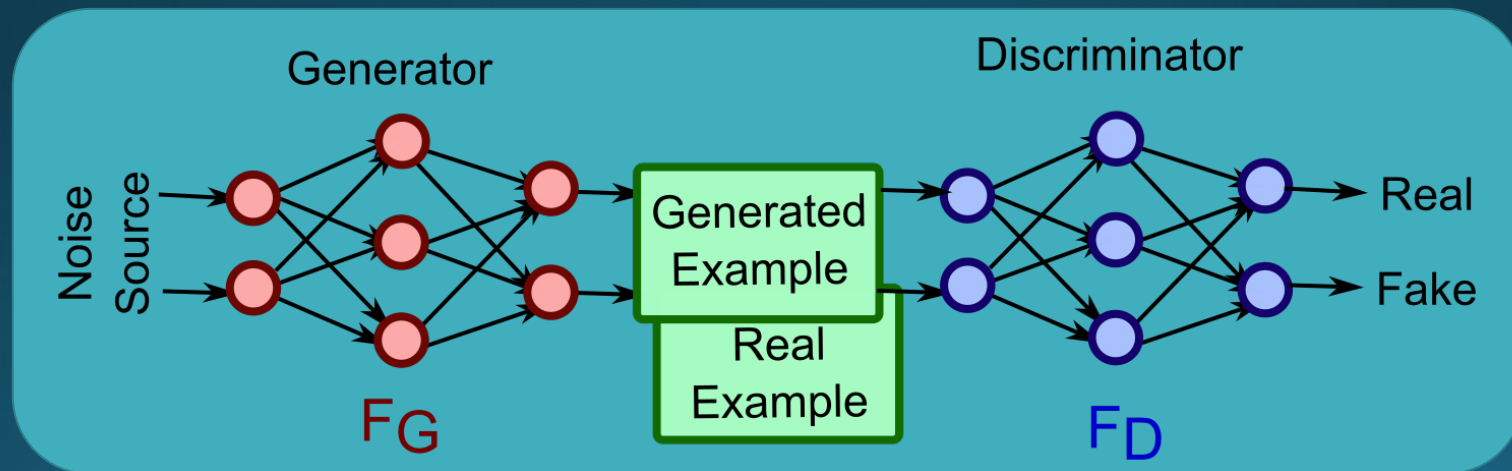 Generator
Discriminator
Noise
Source
Generated
Example
Real
Example
Real
Fake
FG
FD